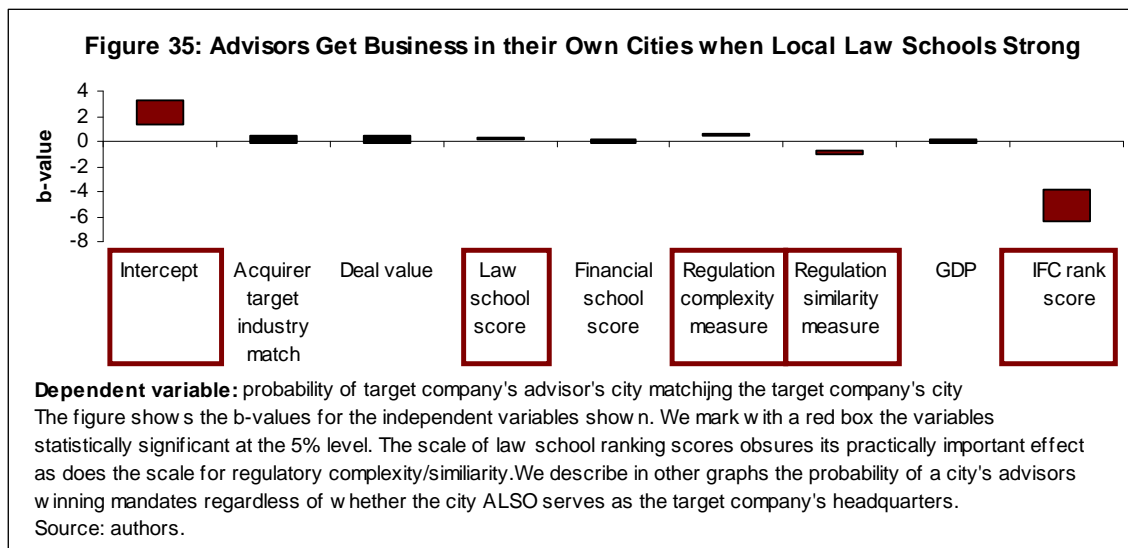 Figure 35: Advisors Get Business in their Own Cities when Local Law Schools Strong
4
2
0
-2
-4
-6
-8
b-value
Intercept
Acquirer
target
industry
match
Deal value
Law
school
score
Financial
school
score
Regulation
complexity
measure
Regulation
similarity
measure
GDP
IFC rank
score
Dependent variable: probability of target company's advisor's city matchijng the target company's city
The figure shows the b-values for the independent variables shown. We mark with a red box the variables
statistically significant at the 5% level. The scale of law school ranking scores obsures its practically important effect
as does the scale for regulatory complexity/similiarity.We describe in other graphs the probability of a city's advisors
winning mandates regardless of whether the city ALSO serves as the target company's headquarters.
Source: authors.